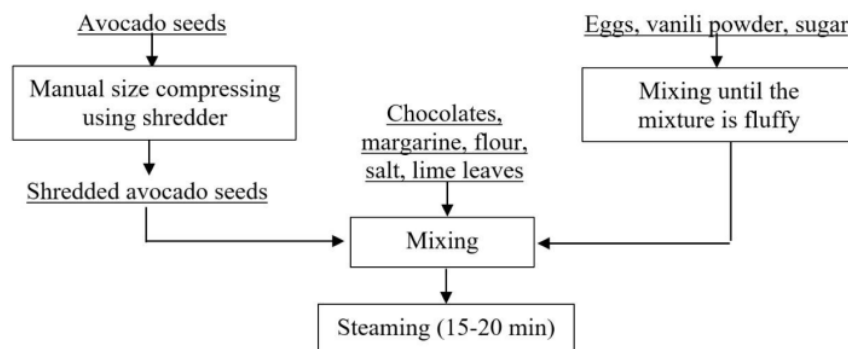 Avocado seeds
Manual size compressing
using shredder
Shredded avocado seeds
Chocolates,
margarine, flour,
salt, lime leaves
Eggs, vanili powder, sugar
Mixing until the
mixture is fluffy
Mixing
Steaming (15-20 min)